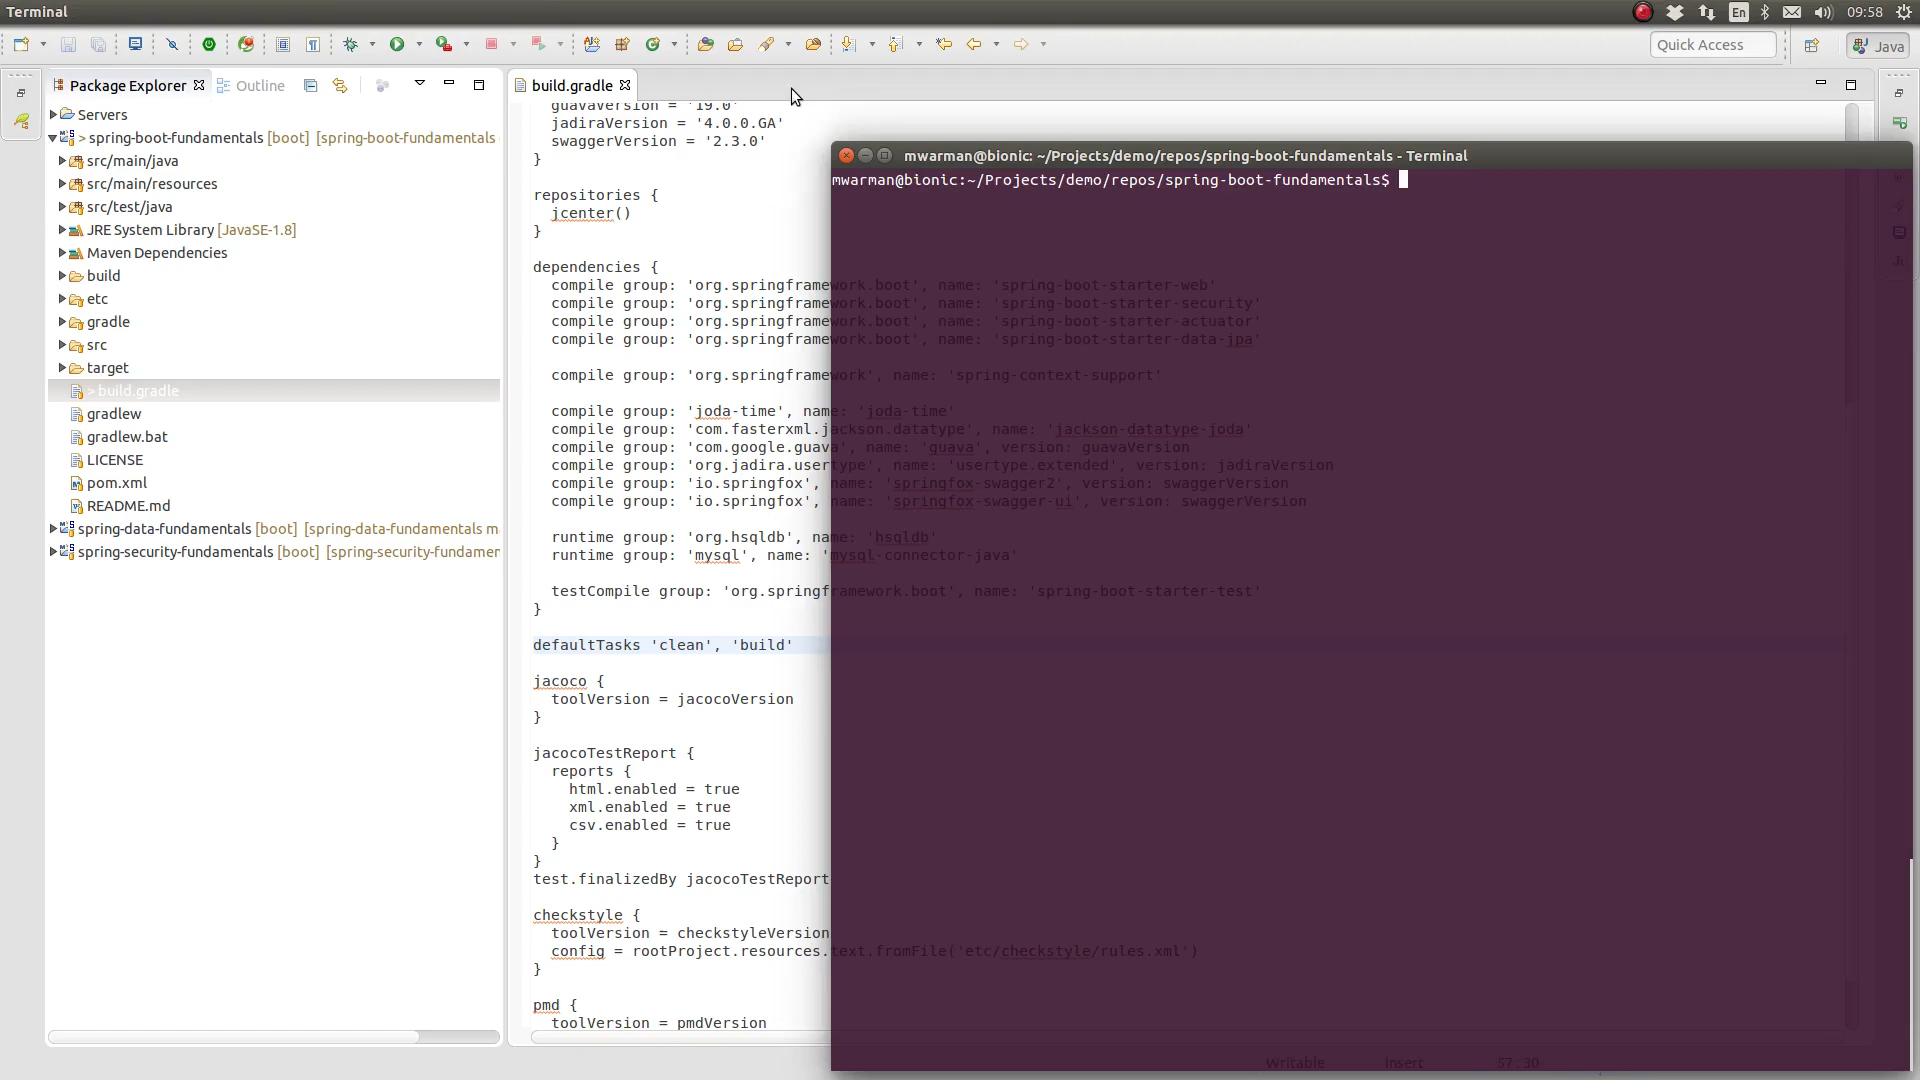 Terminal
En
09:58
Quick Access
Java
Package Explorer
Outline
Servers
> spring-boot-fundamentals [boot] [spring-boot-fundamentals
src/main/java
src/main/resources
src/test/java
JRE System Library [JavaSE-1.8]
Maven Dependencies
build
etc
gradle
src
target
> build.gradle
gradlew
gradlew.bat
LICENSE
pom.xml
README.md
spring-data-fundamentals [boot] [spring-data-fundamentals m
spring-security-fundamentals [boot] [spring-security-fundamen
build.gradle
guavaVersion = '19.0'
jadiraVersion = '4.0.0.GA'
swaggerVersion = '2.3.0'
}
repositories {
jcenter()
}
dependencies {
compile group: 'org.springframework.boot', name: 'spring-boot-starter-web'
compile group: 'org.springframework.boot', name: 'spring-boot-starter-security'
compile group: 'org.springframework.boot', name: 'spring-boot-starter-actuator'
compile group: 'org.springframework.boot', name: 'spring-boot-starter-data-jpa'
compile group: 'org.springframework', name: 'spring-context-support'
compile group: 'joda-time', name: 'joda-time'
compile group: 'com.fasterxml.jackson.datatype', name: 'jackson-datatype-joda'
compile group: 'com.google.guava', name: 'guava', version: guavaVersion
compile group: 'org.jadira.usertype', name: 'usertype.extended', version: jadiraVersion
compile group: 'io.springfox', name: 'springfox-swagger2', version: swaggerVersion
compile group: 'io.springfox', name: 'springfox-swagger-ui', version: swaggerVersion
runtime group: 'org.hsqldb', name: 'hsqldb'
runtime group: 'mysql', name: 'mysql-connector-java'
testCompile group: 'org.springframework.boot', name: 'spring-boot-starter-test'
}
defaultTasks 'clean', 'build'
jacoco {
toolVersion = jacocoVersion
}
jacocoTestReport {
reports {
html.enabled = true
xml.enabled = true
csv.enabled = true
}
}
test.finalizedBy jacocoTestReport
checkstyle {
toolVersion = checkstyleVersion
config = rootProject.resources.text.fromFile('etc/checkstyle/rules.xml')
}
pmd {
toolVersion = pmdVersion
mwarman@bionic: ~/Projects/demo/repos/spring-boot-fundamentals - Terminal
mwarman@bionic:~/Projects/demo/repos/spring-boot-fundamentals$
Writable
Insert
57 : 30